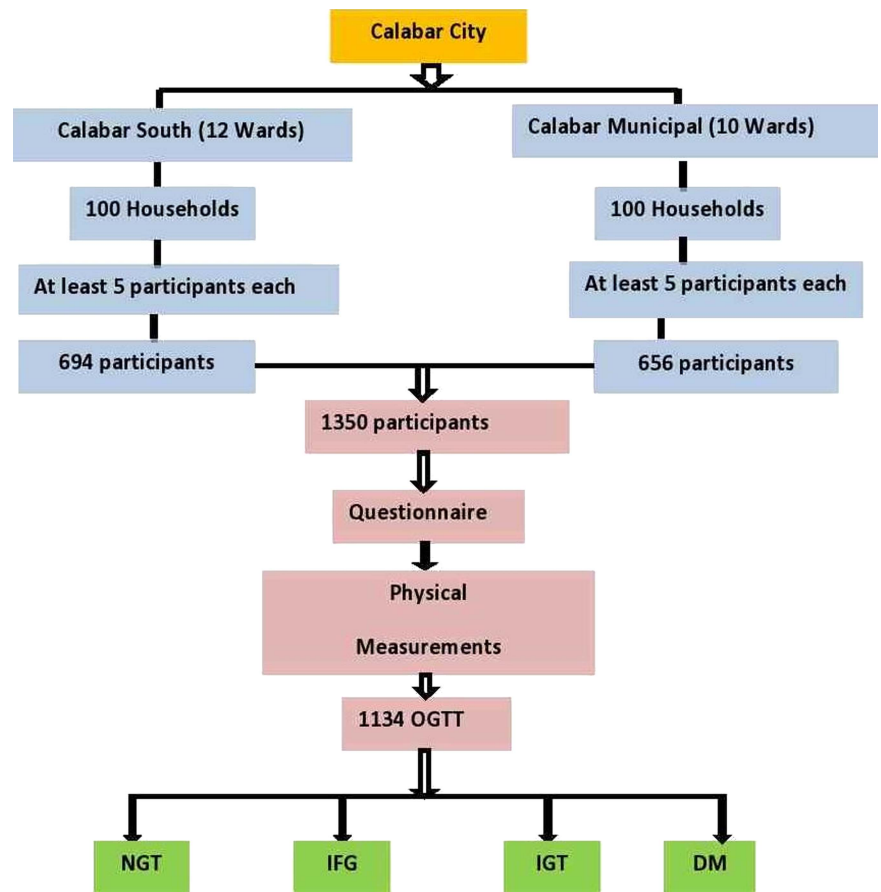 Calabar City
Calabar South (12 Wards)
Calabar Municipal (10 Wards)
100 Households
100 Households
At least 5 participants each
At least 5 participants each
694 participants
656 participants
1350 participants
Questionnaire
Physical
Measurements
1134 OGTT
NGT
IFG
IGT
DM